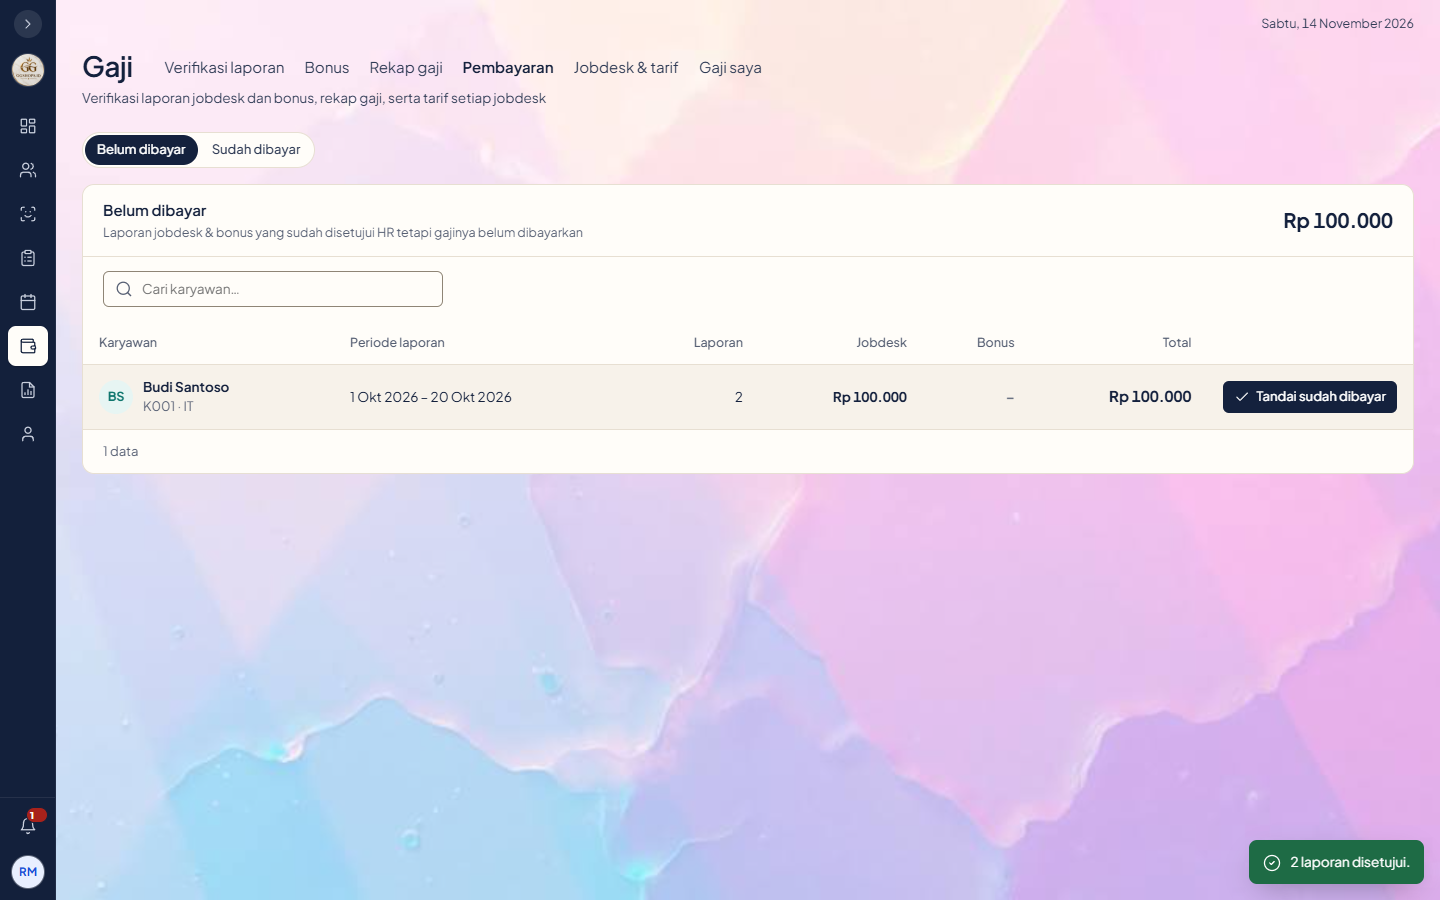 Sabtu, 14 November 2026
Gaji
Verifikasi laporan
Bonus
Rekap gaji
Pembayaran
Jobdesk & tarif
Gaji saya
Verifikasi laporan jobdesk dan bonus, rekap gaji, serta tarif setiap jobdesk
Belum dibayar
Sudah dibayar
Belum dibayar
Laporan jobdesk & bonus yang sudah disetujui HR tetapi gajinya belum dibayarkan
Rp 100.000
Cari karyawan...
Karyawan
Periode laporan
Laporan
Jobdesk
Bonus
Total
BS
Budi Santoso
K001 · IT
1 Okt 2026 – 20 Okt 2026
2
Rp 100.000
–
Rp 100.000
Tandai sudah dibayar
1 data
1
RM
2 laporan disetujui.